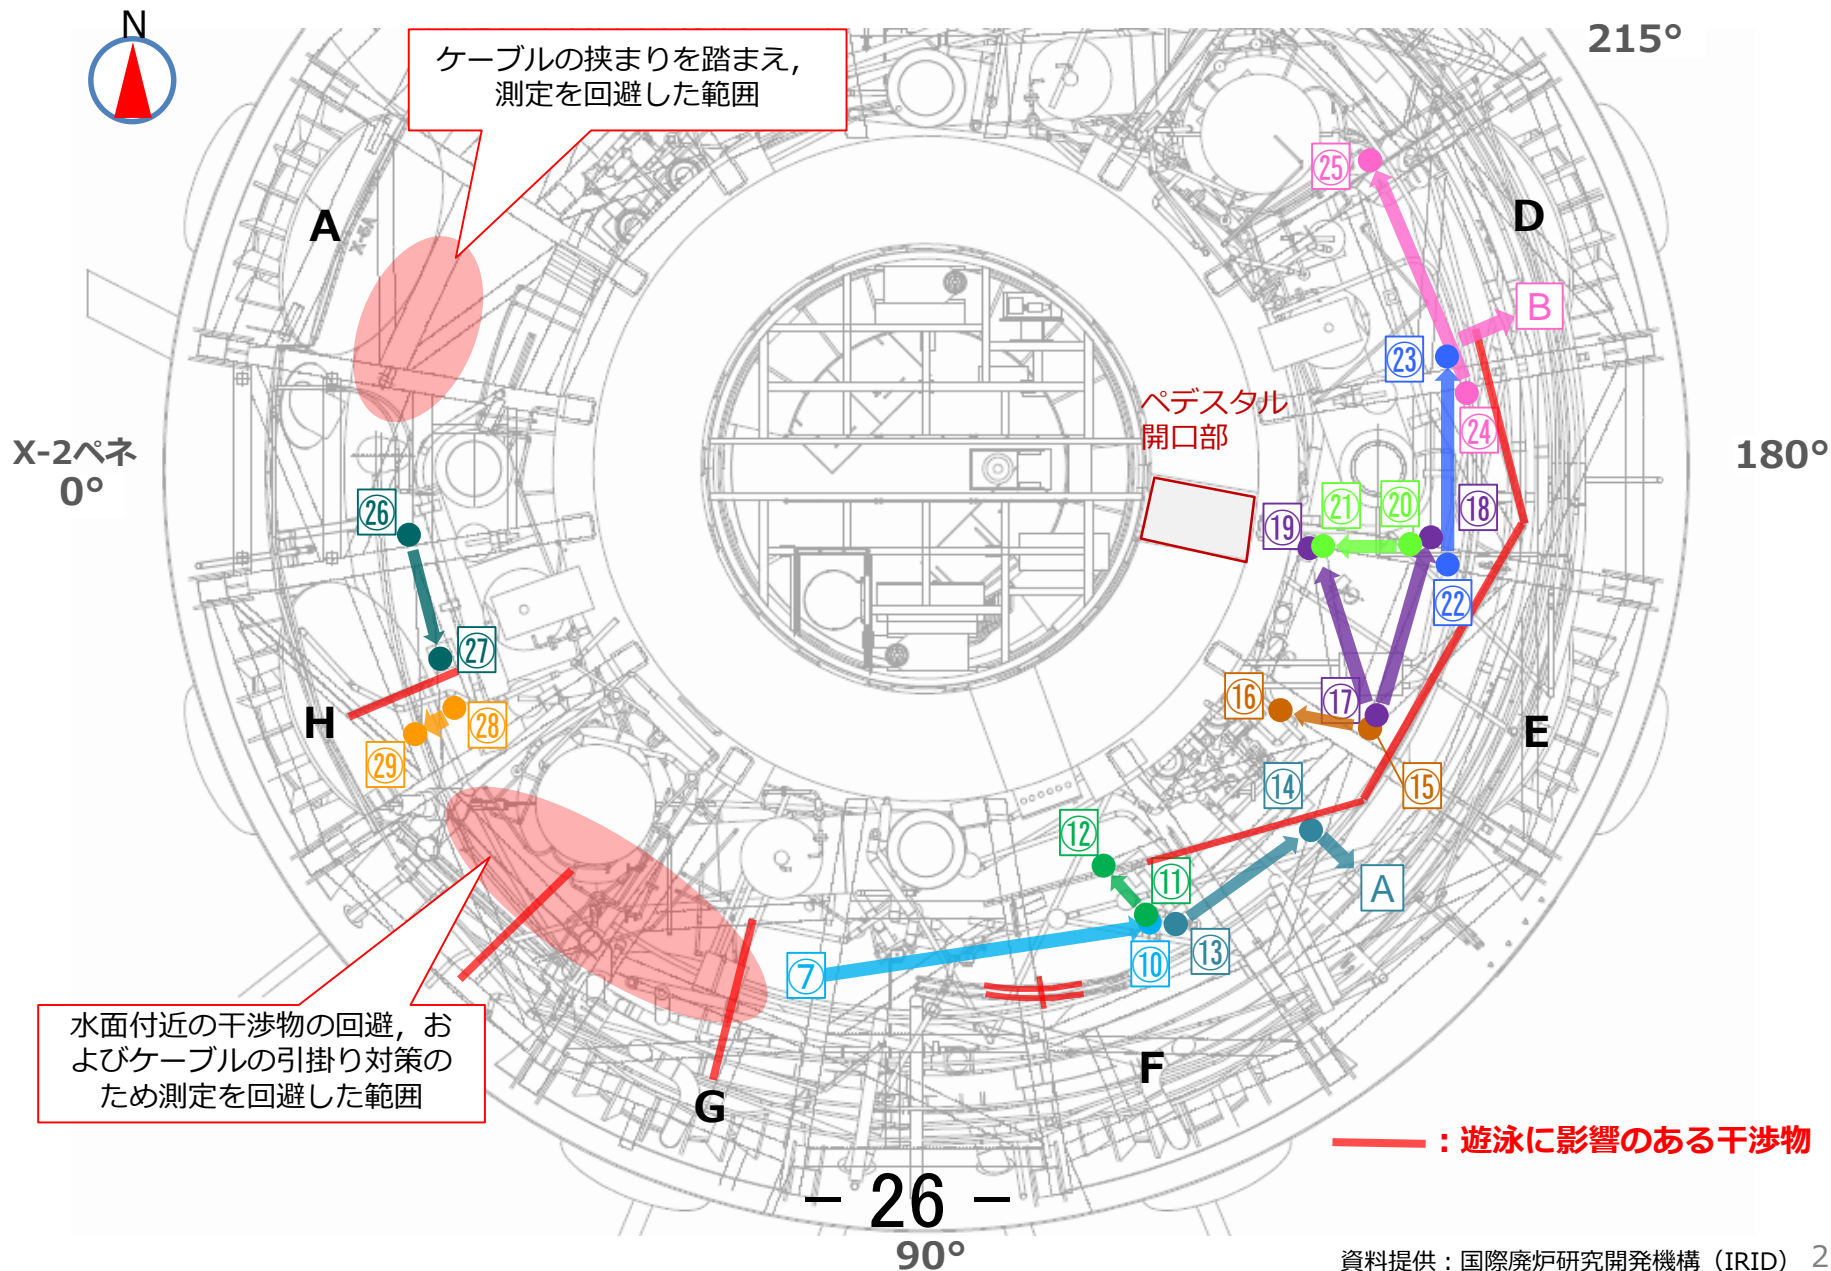 N
ケーブルの挟まりを踏まえ,
測定を回避した範囲
215°
A
㉕
D
B
㉓
ペデスタル
開口部
㉔
X-2ペネ
0°
180°
㉖
⑲
㉑
⑳
⑱
㉒
㉗
H
㉘
㉙
⑯
⑰
E
⑭
⑮
⑫
⑪
A
⑦
⑩
⑬
水面付近の干渉物の回避, お
よびケーブルの引掛り対策の
ため測定を回避した範囲
F
G
：遊泳に影響のある干渉物
－ 26 －
90°
資料提供：国際廃炉研究開発機構（IRID）
2